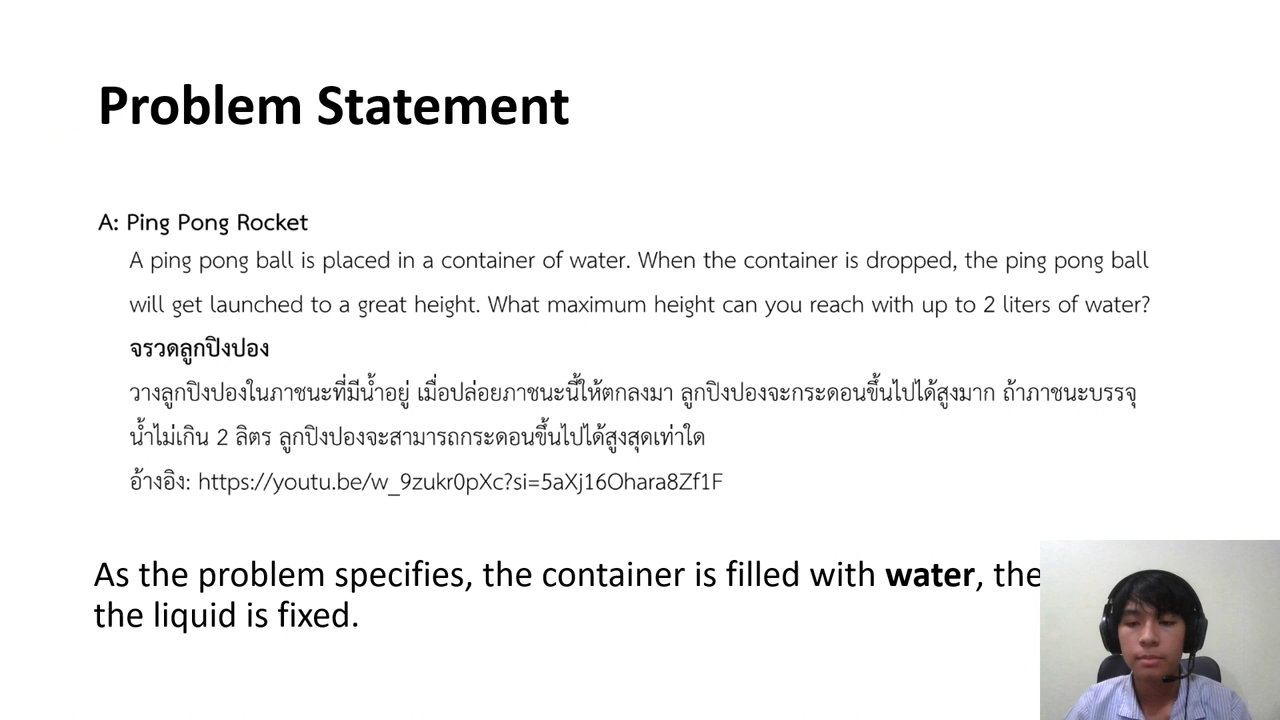 Problem Statement
A: Ping Pong Rocket
A ping pong ball is placed in a container of water. When the container is dropped, the ping pong ball
will get launched to a great height. What maximum height can you reach with up to 2 liters of water?
จรวดลูกปิงปอง
วางลูกปิงปองในภาชนะที่มีน้ำอยู่ เมื่อปล่อยภาชนะนี้ให้ตกลงมา ลูกปิงปองจะกระดอนขึ้นไปได้สูงมาก ถ้าภาชนะบรรจุ
น้ำไม่เกิน 2 ลิตร ลูกปิงปองจะสามารถกระดอนขึ้นไปได้สูงสุดเท่าใด
อ้างอิง: https://youtu.be/w_9zukr0pXc?si=5aXj16Ohara8Zf1F
As the problem specifies, the container is filled with water, the
the liquid is fixed.